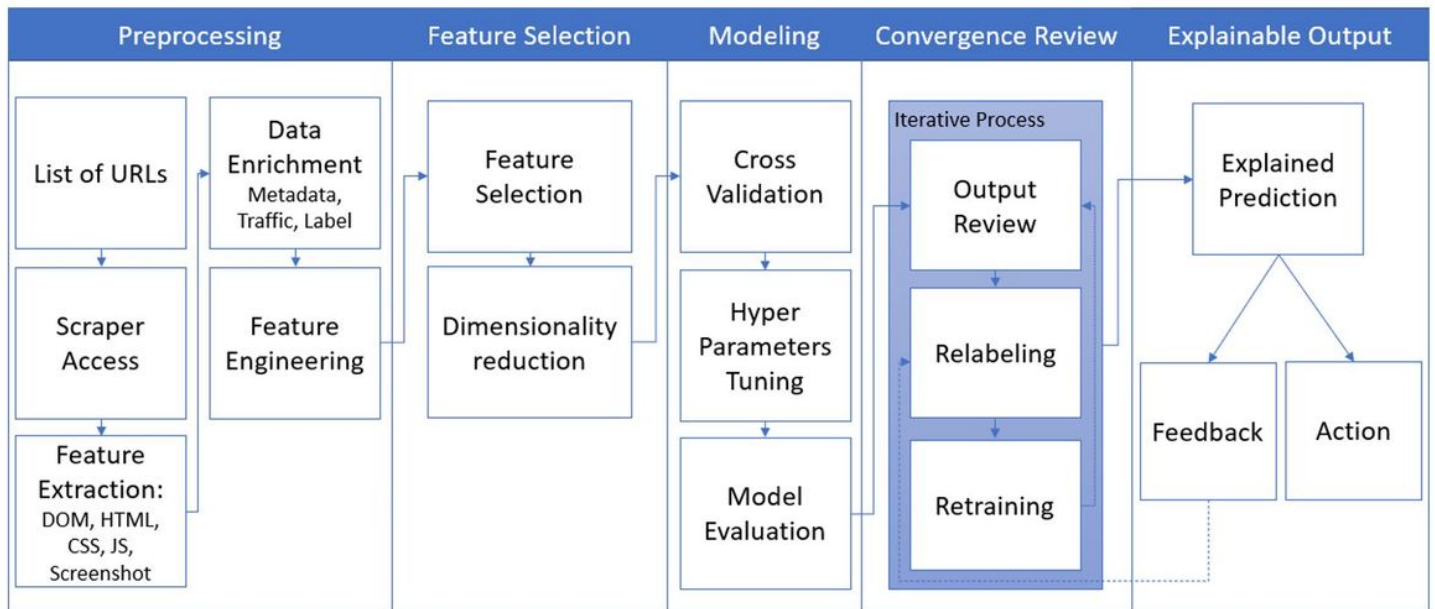 Preprocessing
Feature Selection
Modeling
Convergence Review
Explainable Output
List of URLs
Scraper
Access
Feature
Extraction:
DOM, HTML,
CSS, JS,
Screenshot
Data
Enrichment
Metadata,
Traffic, Label
Feature
Engineering
Feature
Selection
Dimensionality
reduction
Cross
Validation
Hyper
Parameters
Tuning
Model
Evaluation
Iterative Process
Output
Review
Relabeling
Retraining
Explained
Prediction
Feedback
Action